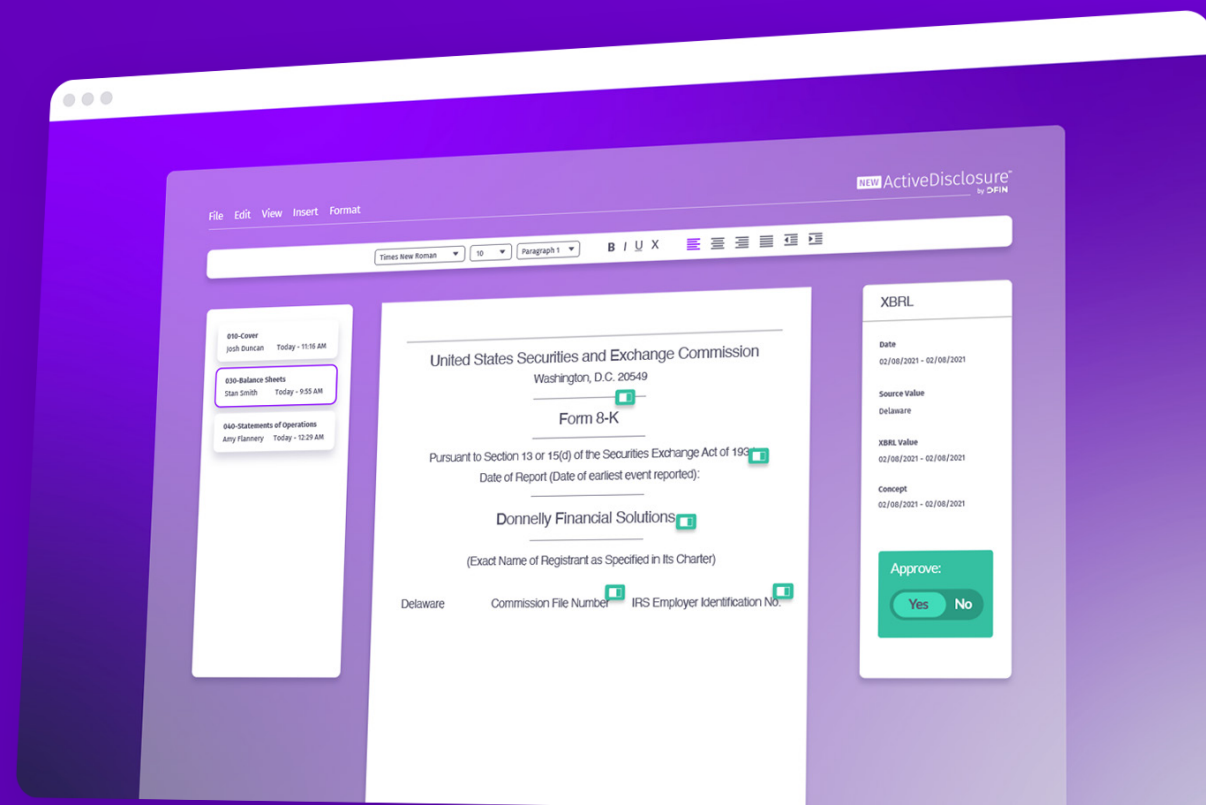 NEW ActiveDisclosure™
by DFIN
File Edit View Insert Format
Times New Roman 10 Paragraph 1 B I U X
010-Cover
Josh Duncan Today - 11:16 AM
030-Balance Sheets
Stan Smith Today - 9:55 AM
040-Statements of Operations
Amy Flannery Today - 12:29 AM
United States Securities and Exchange Commission
Washington, D.C. 20549
Form 8-K
Pursuant to Section 13 or 15(d) of the Securities Exchange Act of
Date of Report (Date of earliest event reported):
Donnelly Financial Solutions
(Exact Name of Registrant as Specified in Its Charter)
Delaware Commission File Number IRS Employer Identification No.
XBRL
Date
02/08/2021 - 02/08/2021
Source Value
Delaware
XBRL Value
02/08/2021 - 02/08/2021
Concept
02/08/2021 - 02/08/2021
Approve:
Yes No